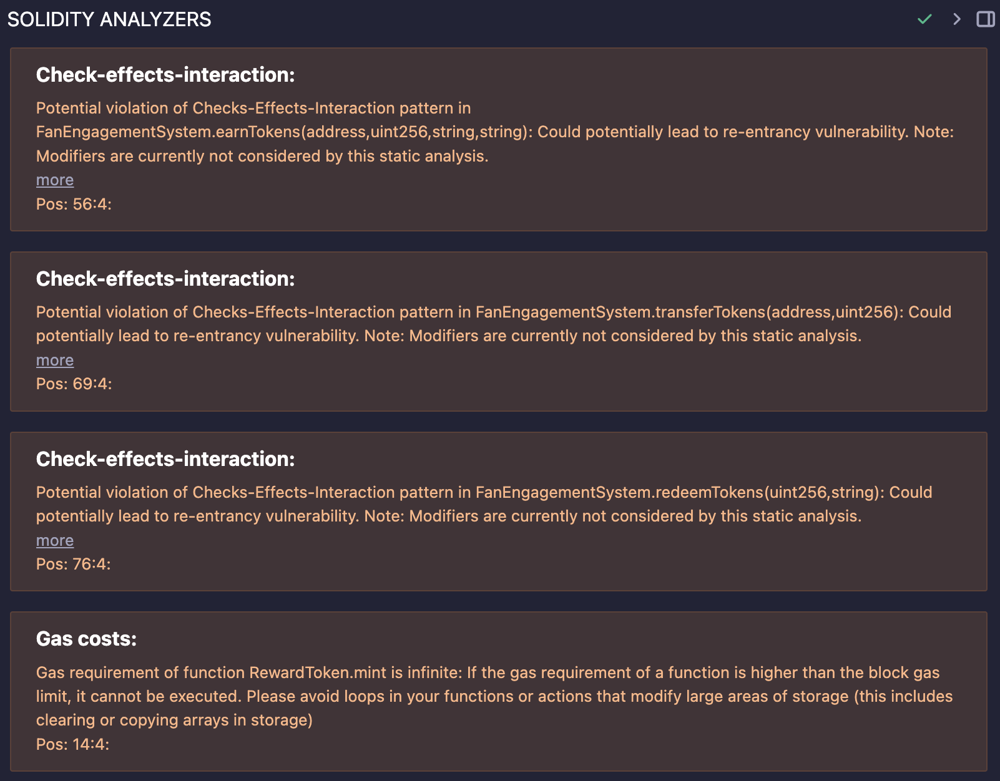 SOLIDITY ANALYZERS
Check-effects-interaction:
Potential violation of Checks-Effects-Interaction pattern in
FanEngagementSystem.earnTokens(address,uint256,string,string): Could potentially lead to re-entrancy vulnerability. Note:
Modifiers are currently not considered by this static analysis.
more
Pos: 56:4:
Check-effects-interaction:
Potential violation of Checks-Effects-Interaction pattern in FanEngagementSystem.transferTokens(address,uint256): Could
potentially lead to re-entrancy vulnerability. Note: Modifiers are currently not considered by this static analysis.
more
Pos: 69:4:
Check-effects-interaction:
Potential violation of Checks-Effects-Interaction pattern in FanEngagementSystem.redeemTokens(uint256,string): Could
potentially lead to re-entrancy vulnerability. Note: Modifiers are currently not considered by this static analysis.
more
Pos: 76:4:
Gas costs:
Gas requirement of function RewardToken.mint is infinite: If the gas requirement of a function is higher than the block gas
limit, it cannot be executed. Please avoid loops in your functions or actions that modify large areas of storage (this includes
clearing or copying arrays in storage)
Pos: 14:4: